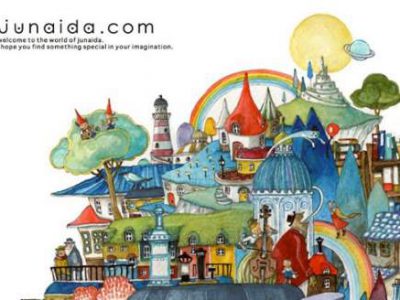 junaida.com
welcome to the world of junaida.
hope you find something special in your imagination.